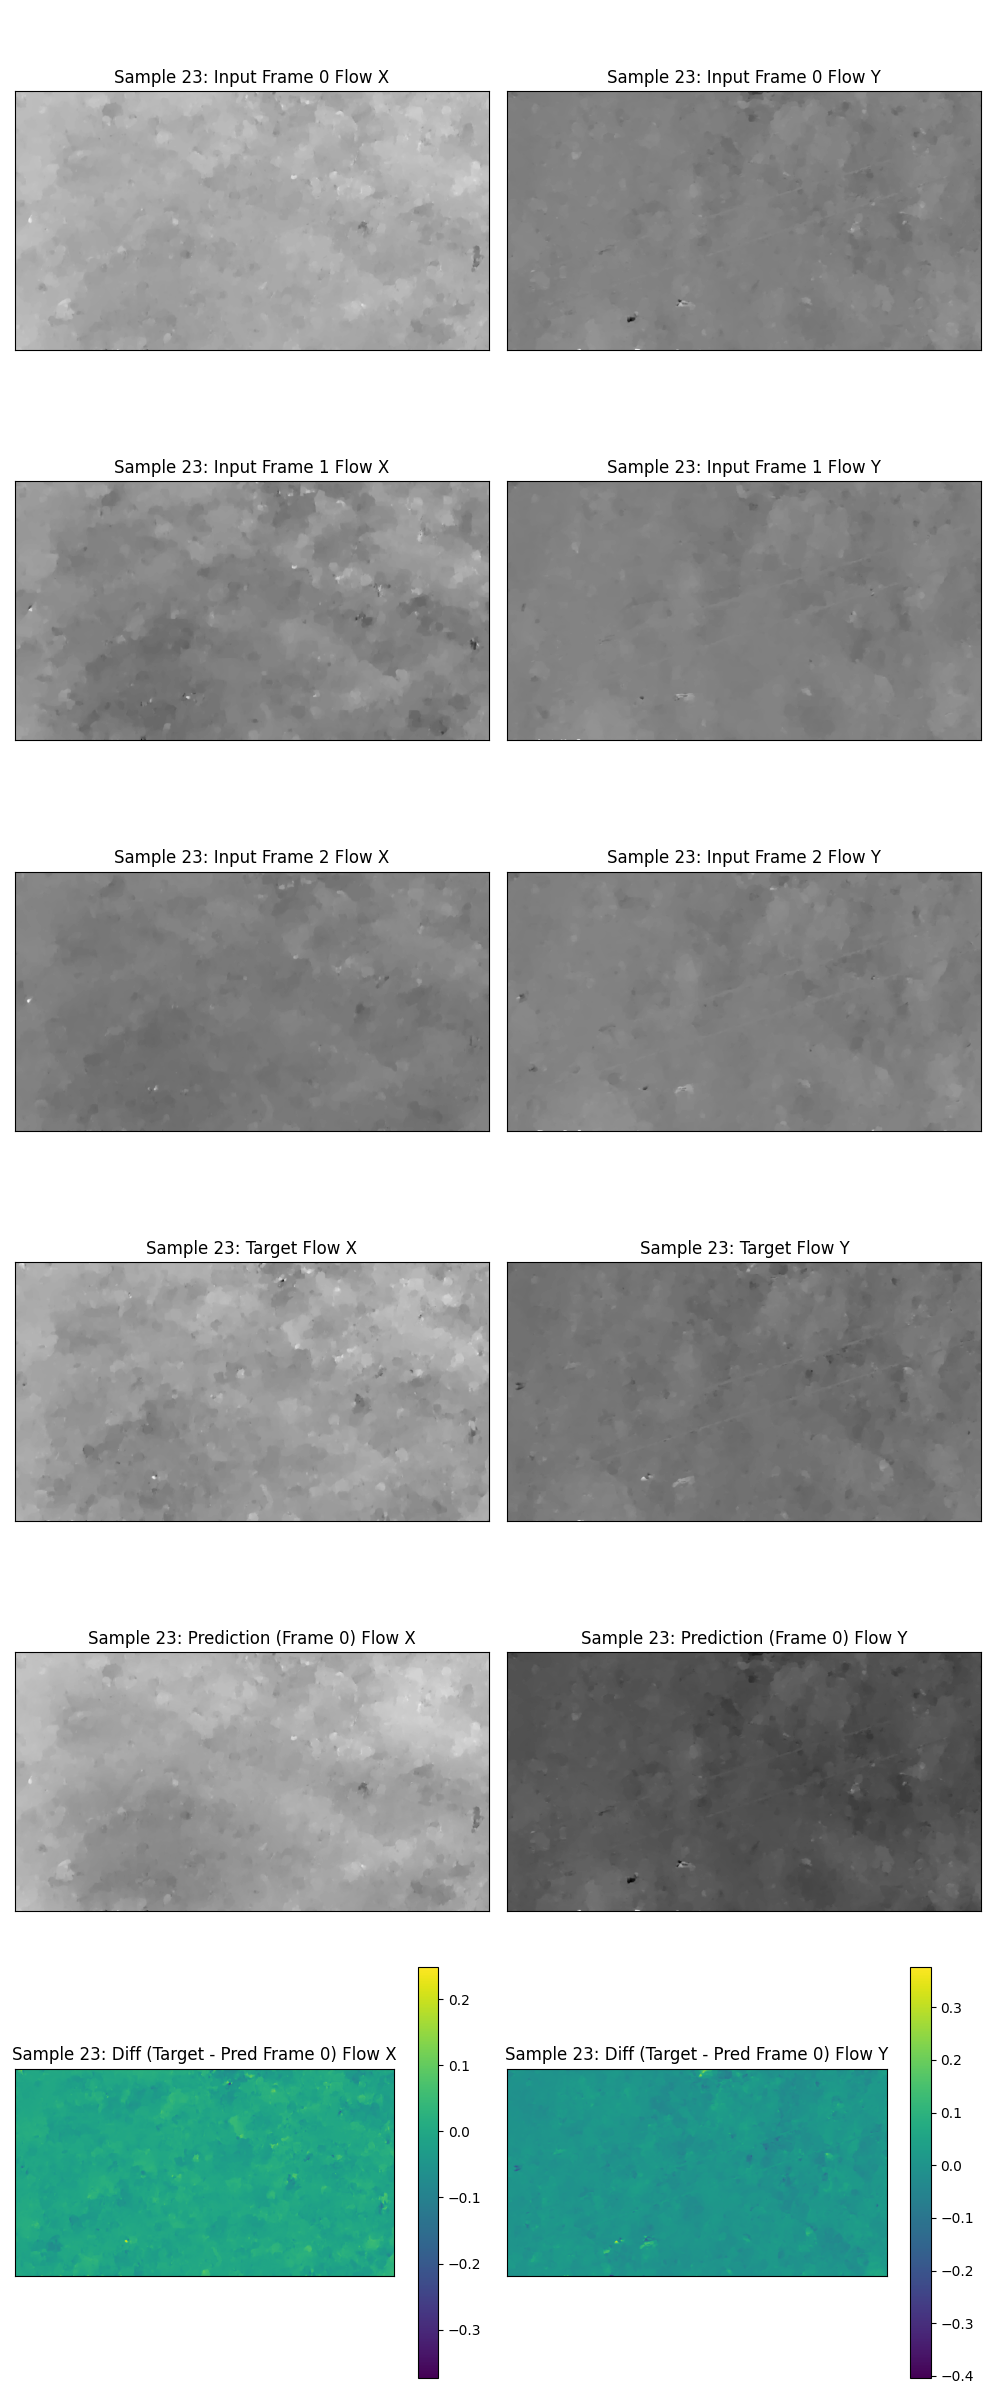 Sample 23: Input Frame 0 Flow X
Sample 23: Input Frame 0 Flow Y
Sample 23: Input Frame 1 Flow X
Sample 23: Input Frame 1 Flow Y
Sample 23: Input Frame 2 Flow X
Sample 23: Input Frame 2 Flow Y
Sample 23: Target Flow X
Sample 23: Target Flow Y
Sample 23: Prediction (Frame 0) Flow X
Sample 23: Prediction (Frame 0) Flow Y
Sample 23: Diff (Target - Pred Frame 0) Flow X
0.2
0.1
0.0
−0.1
−0.2
−0.3
Sample 23: Diff (Target - Pred Frame 0) Flow Y
0.3
0.2
0.1
0.0
−0.1
−0.2
−0.3
−0.4